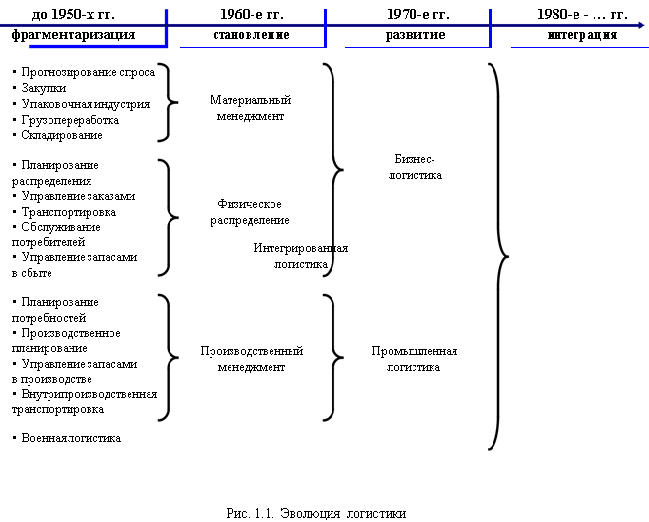 до 1950-х гг.
1960-е гг.
1970-е гг.
1980-е - ... гг.
фрагментаризация
становление
развитие
интеграция
• Прогнозирование спроса
• Закупки
• Упаковочная индустрия
• Грузопереработка
• Складирование
Материальный
менеджмент
• Планирование
распределения
• Управление заказами
• Транспортировка
• Обслуживание
потребителей
• Управление запасами
в сбыте
Физическое
распределение
Бизнес-
логистика
Интегрированная
логистика
• Планирование
потребностей
• Производственное
планирование
• Управление запасами
в производстве
• Внутрипроизводственная
транспортировка
Производственный
менеджмент
Промышленная
логистика
• Военная логистика
Рис. 1.1. Эволюция логистики